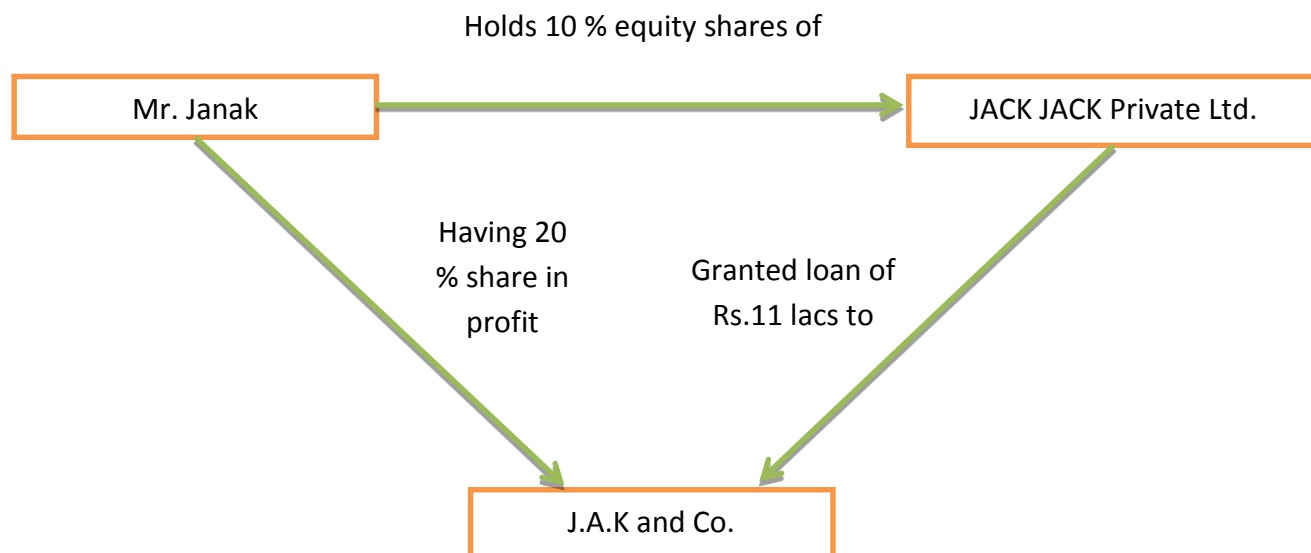 Holds 10 % equity shares of
Mr. Janak
JACK JACK Private Ltd.
Having 20
% share in
profit
Granted loan of
Rs.11 lacs to
J.A.K and Co.